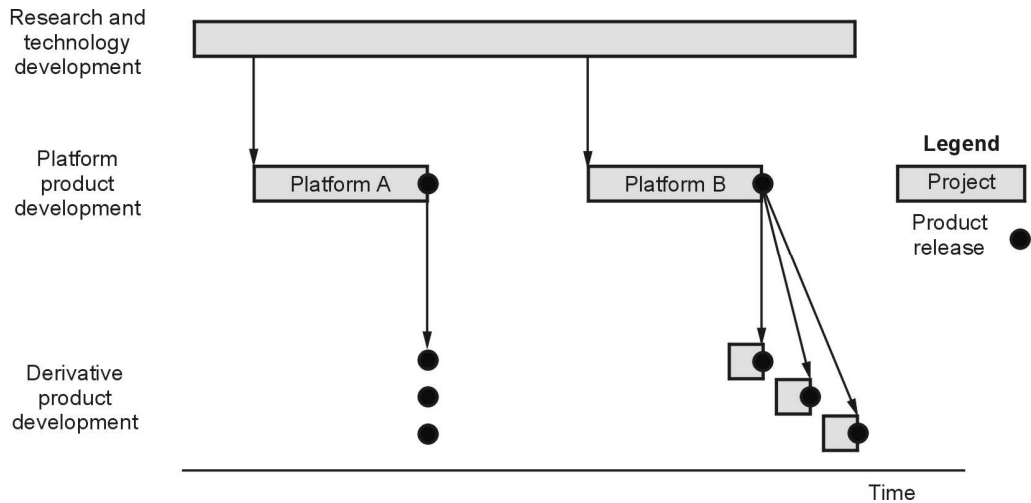 Research and
technology
development
Platform
product
development
Platform A
Platform B
Legend
Project
Product
release
Derivative
product
development
Time